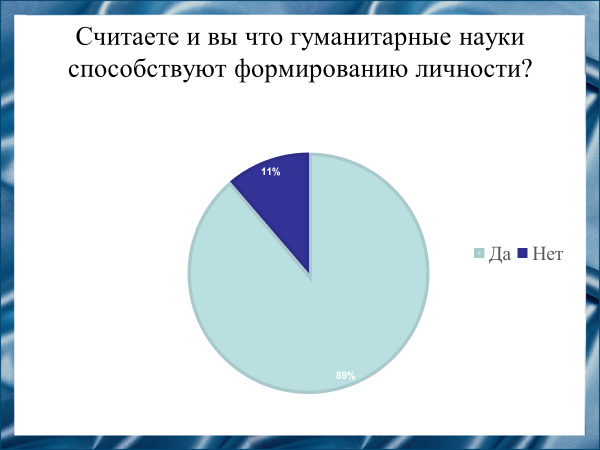 Считаете и вы что гуманитарные науки
способствуют формированию личности?
11%
Да Нет
89%